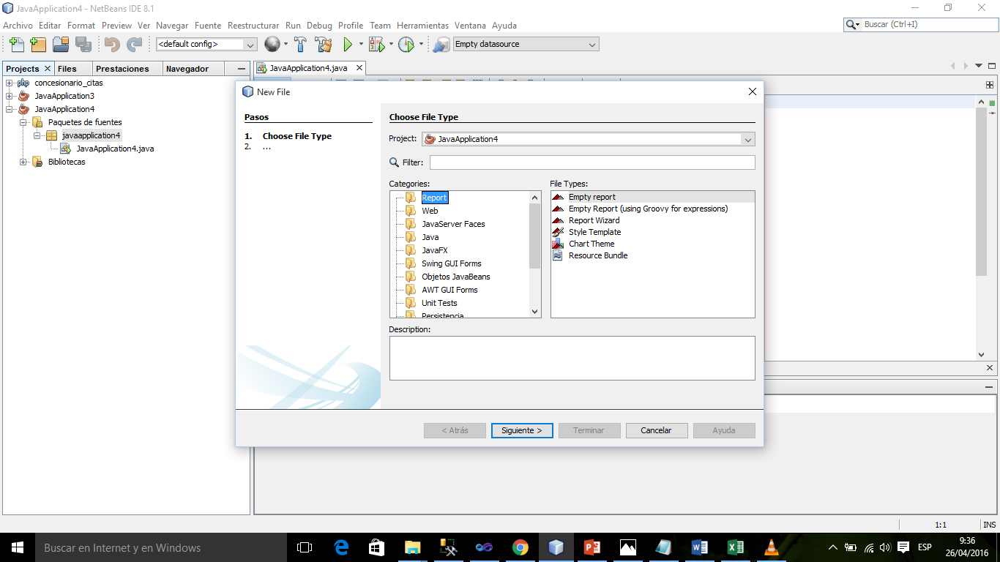 JavaApplication4 - NetBeans IDE 8.1
Archivo Editar Format Preview Ver Navegar Fuente Reestructurar Run Debug Profile Team Herramientas Ventana Ayuda
Buscar (Ctrl+I)
<default config>
Empty datasource
Projects Files Prestaciones Navegador
JavaApplication4.java
concesionario_citas
JavaApplication3
JavaApplication4
Paquetes de fuentes
javaapplication4
JavaApplication4.java
Bibliotecas
New File
Pasos
1. Choose File Type
2. ...
Choose File Type
Project: JavaApplication4
Filter:
Categories:
Report
Web
JavaServer Faces
Java
JavaFX
Swing GUI Forms
Objetos JavaBeans
AWT GUI Forms
Unit Tests
Persistencia
File Types:
Empty report
Empty Report (using Groovy for expressions)
Report Wizard
Style Template
Chart Theme
Resource Bundle
Description:
< Atrás Siguiente > Terminar Cancelar Ayuda
1:1 INS
Buscar en Internet y en Windows
ESP
9:36
26/04/2016